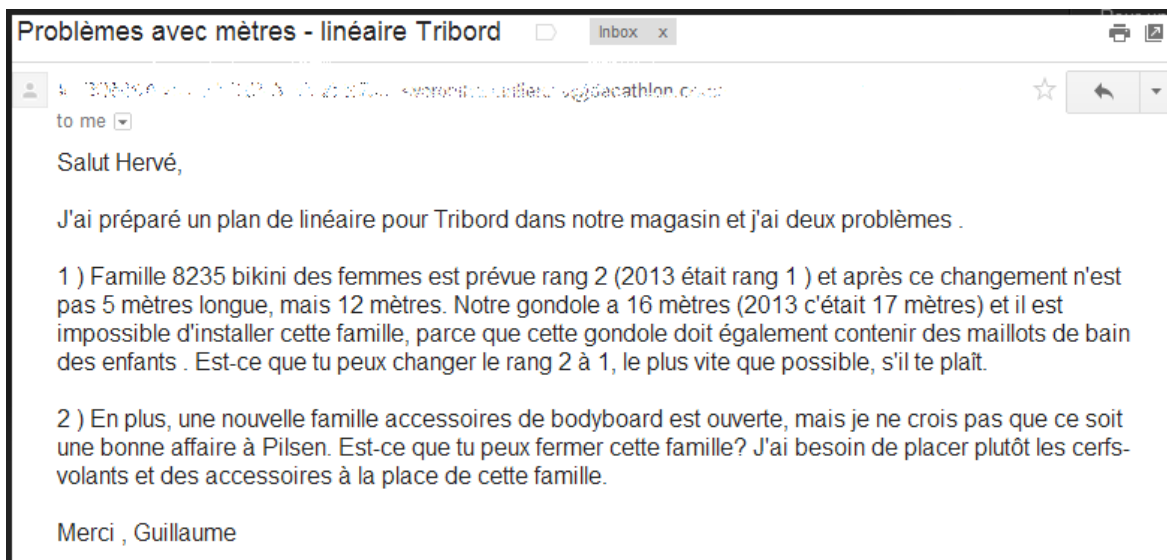 Problèmes avec mètres - linéaire Tribord Inbox x
to me
Salut Hervé,
J'ai préparé un plan de linéaire pour Tribord dans notre magasin et j'ai deux problèmes .
1 ) Famille 8235 bikini des femmes est prévue rang 2 (2013 était rang 1 ) et après ce changement n'est
pas 5 mètres longue, mais 12 mètres. Notre gondole a 16 mètres (2013 c'était 17 mètres) et il est
impossible d'installer cette famille, parce que cette gondole doit également contenir des maillots de bain
des enfants . Est-ce que tu peux changer le rang 2 à 1, le plus vite que possible, s'il te plaît.
2 ) En plus, une nouvelle famille accessoires de bodyboard est ouverte, mais je ne crois pas que ce soit
une bonne affaire à Pilsen. Est-ce que tu peux fermer cette famille? J'ai besoin de placer plutôt les cerfs-
volants et des accessoires à la place de cette famille.
Merci , Guillaume